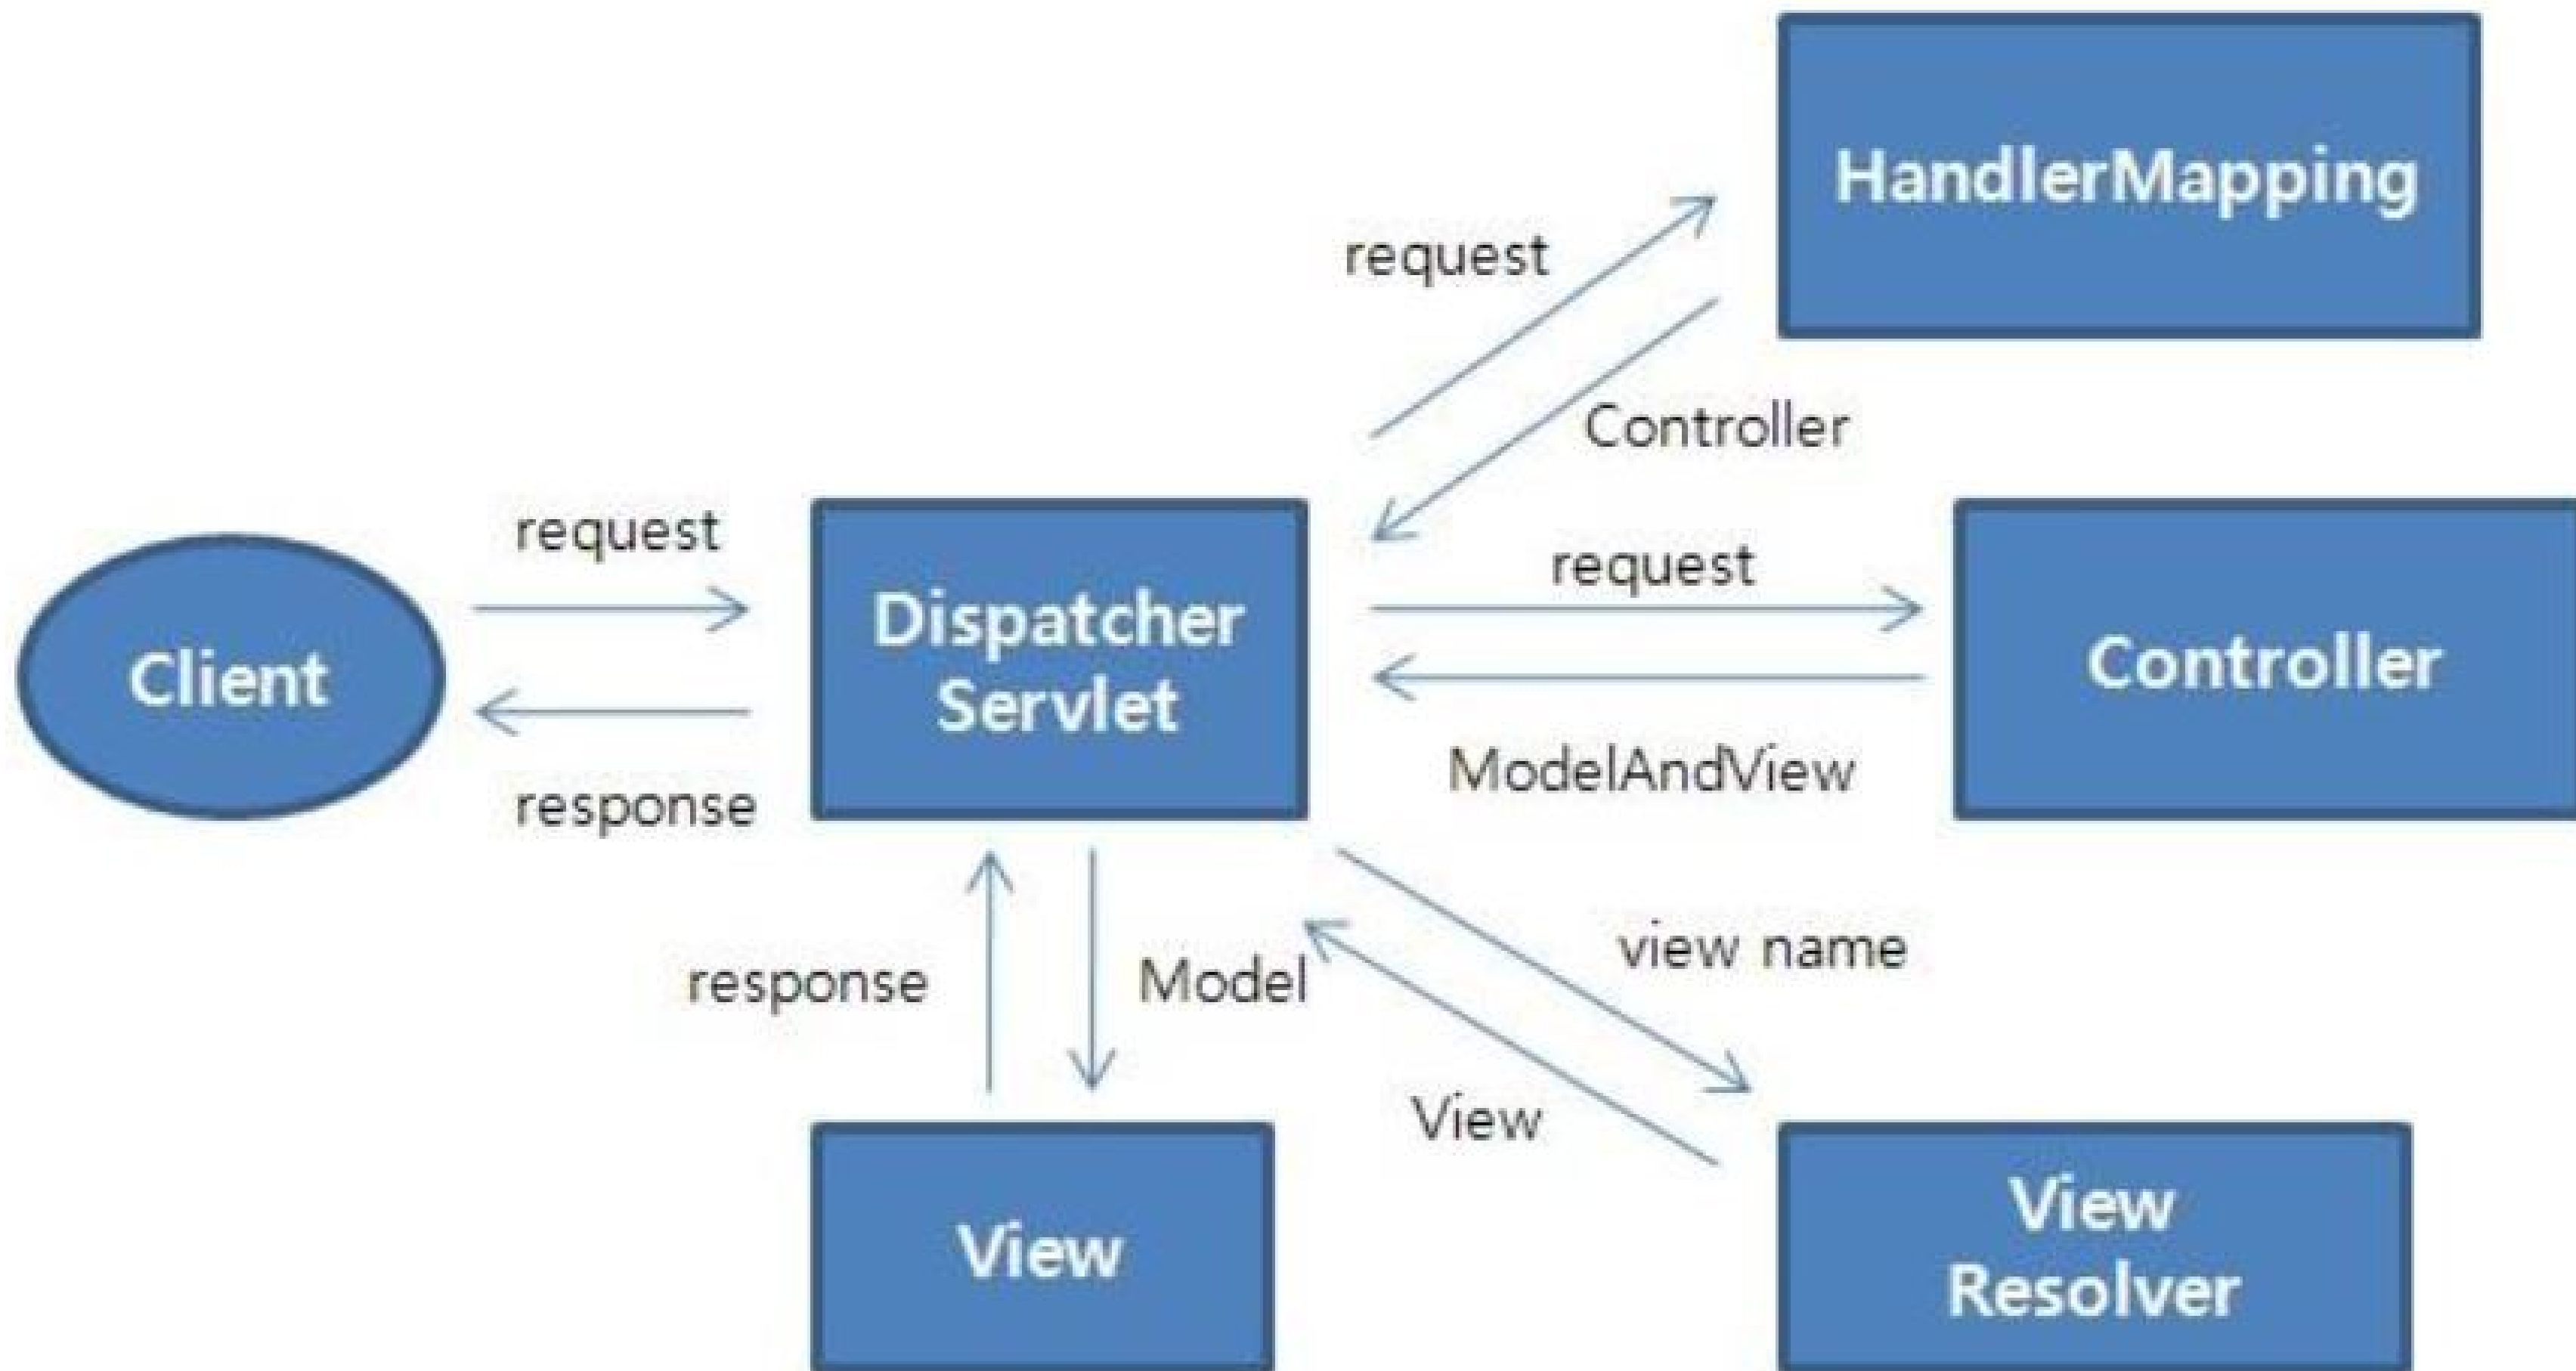 HandlerMapping
request
Controller
request
Dispatcher
Servlet
request
Controller
Client
ModelAndView
response
view name
response
Model
View
View
View
Resolver